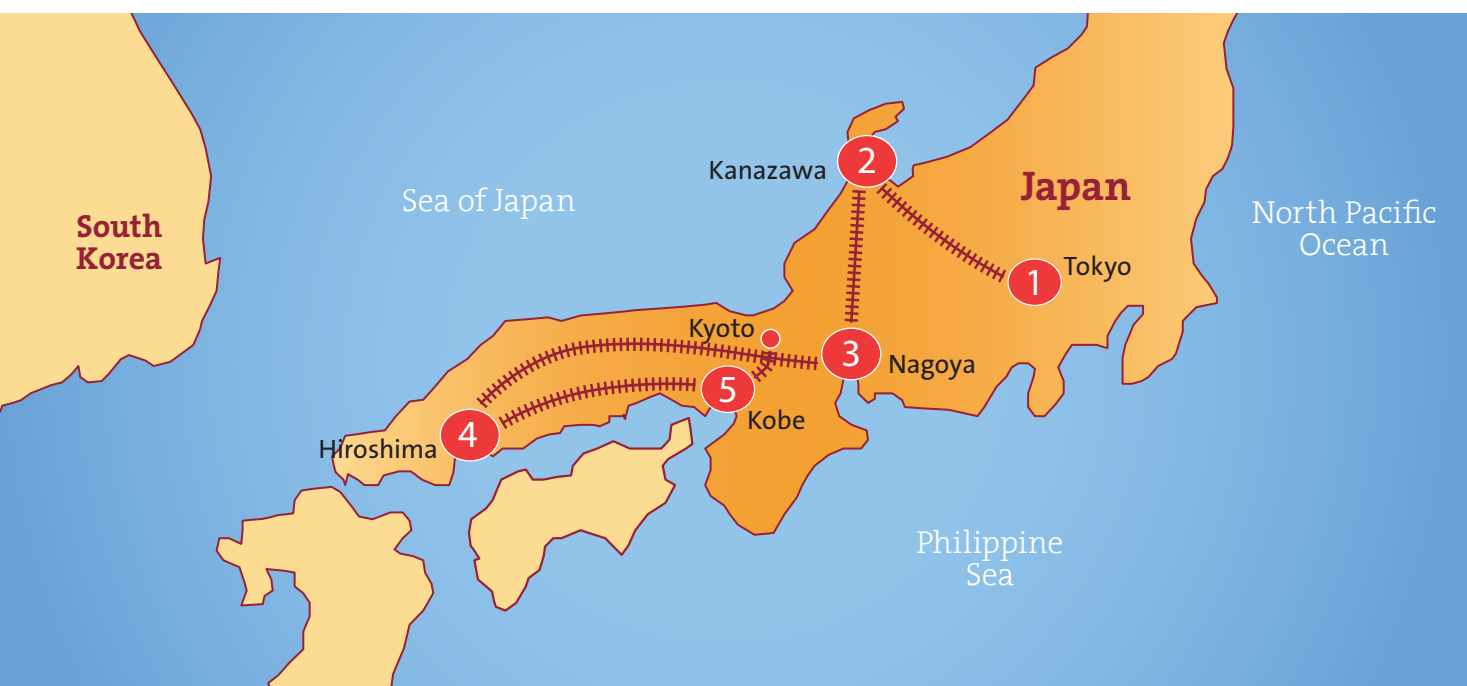 2
Kanazawa
Japan
Sea of Japan
North Pacific
Ocean
South
Korea
Tokyo
1
Kyoto
3
Nagoya
5
Kobe
4
Hiroshima
Philippine
Sea